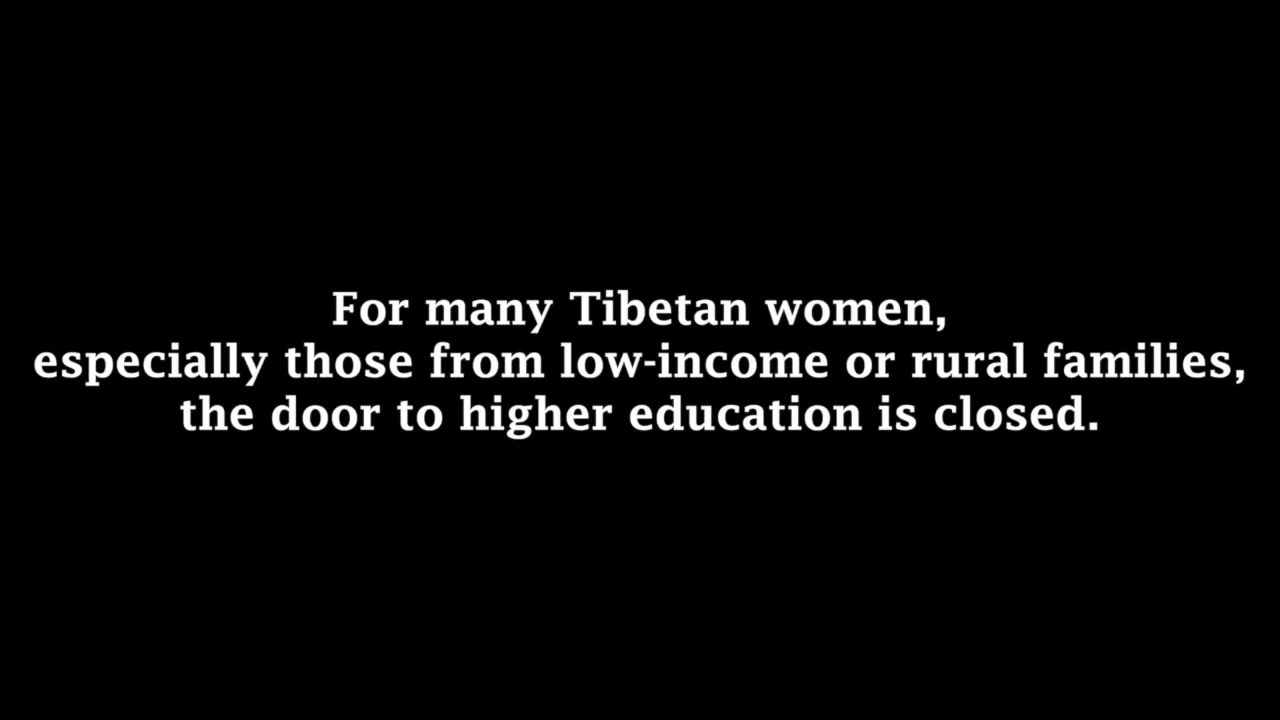 For many Tibetan women,
especially those from low-income or rural families,
the door to higher education is closed.